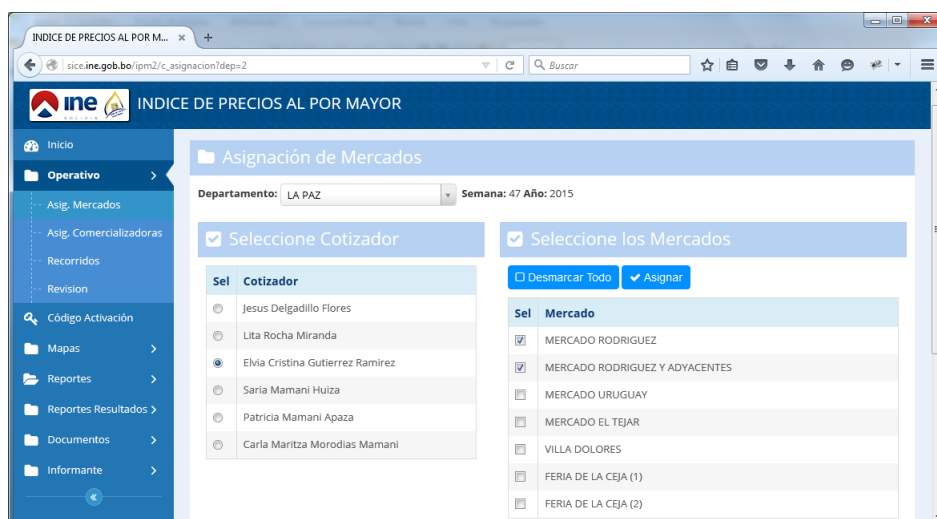 INDICE DE PRECIOS AL POR M...
sice.ine.gob.bo/ipm2/c_asignacion?dep=2
Buscar
ine
BOLIVIA
INDICE DE PRECIOS AL POR MAYOR
Inicio
Operativo
Asig. Mercados
Asig. Comercializadoras
Recorridos
Revision
Código Activación
Mapas
Reportes
Reportes Resultados
Documentos
Informante
Asignación de Mercados
Departamento: LA PAZ Semana: 47 Año: 2015
Seleccione Cotizador
Sel Cotizador
Jesus Delgadillo Flores
Lita Rocha Miranda
Elvia Cristina Gutierrez Ramirez
Saria Mamani Huiza
Patricia Mamani Apaza
Carla Maritza Morodias Mamani
Seleccione los Mercados
Desmarcar Todo Asignar
Sel Mercado
MERCADO RODRIGUEZ
MERCADO RODRIGUEZ Y ADYACENTES
MERCADO URUGUAY
MERCADO EL TEJAR
VILLA DOLORES
FERIA DE LA CEJA (1)
FERIA DE LA CEJA (2)